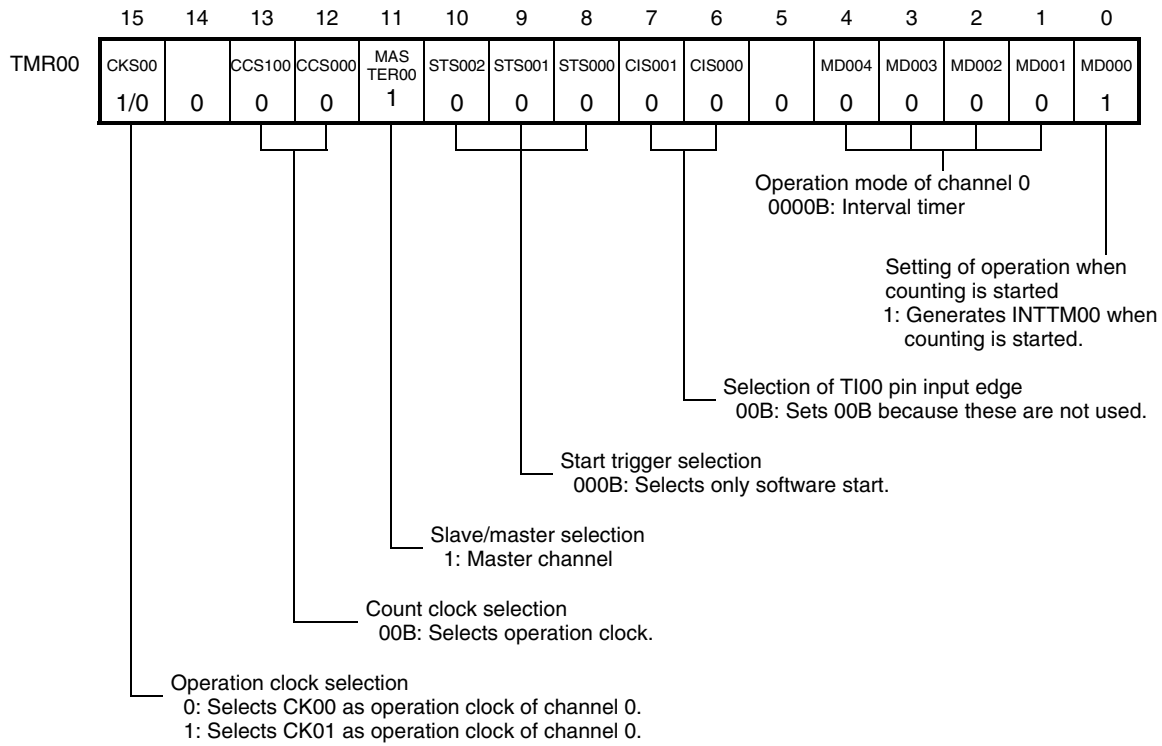 15 14 13 12 11 10 9 8 7 6 5 4 3 2 1 0
TMR00 CKS00 CCS100 CCS000 MAS TER00 STS002 STS001 STS000 CIS001 CIS000 MD004 MD003 MD002 MD001 MD000
1/0 0 0 0 1 0 0 0 0 0 0 0 0 0 0 1
Operation mode of channel 0
0000B: Interval timer
Setting of operation when
counting is started
1: Generates INTTM00 when
counting is started.
Selection of TI00 pin input edge
00B: Sets 00B because these are not used.
Start trigger selection
000B: Selects only software start.
Slave/master selection
1: Master channel
Count clock selection
00B: Selects operation clock.
Operation clock selection
0: Selects CK00 as operation clock of channel 0.
1: Selects CK01 as operation clock of channel 0.